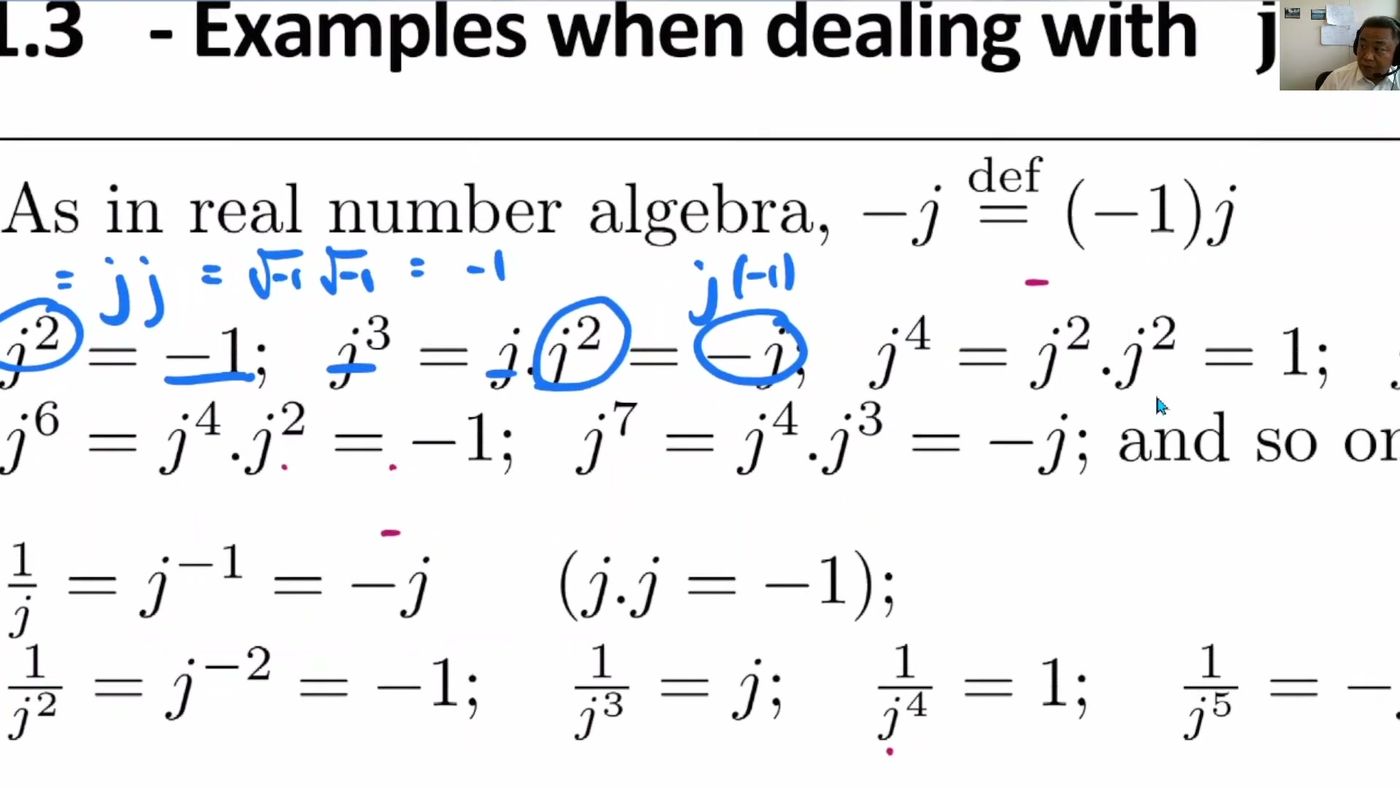 1.3 - Examples when dealing with j
As in real number algebra, −j def= (−1)j
= jj = √-1 √-1 = -1 j(-1)
j² = −1; j³ = j.j² = −j; j⁴ = j².j² = 1;
j⁶ = j⁴.j² = −1; j⁷ = j⁴.j³ = −j; and so on
1/j = j⁻¹ = −j (j.j = −1);
1/j² = j⁻² = −1; 1/j³ = j; 1/j⁴ = 1; 1/j⁵ = −